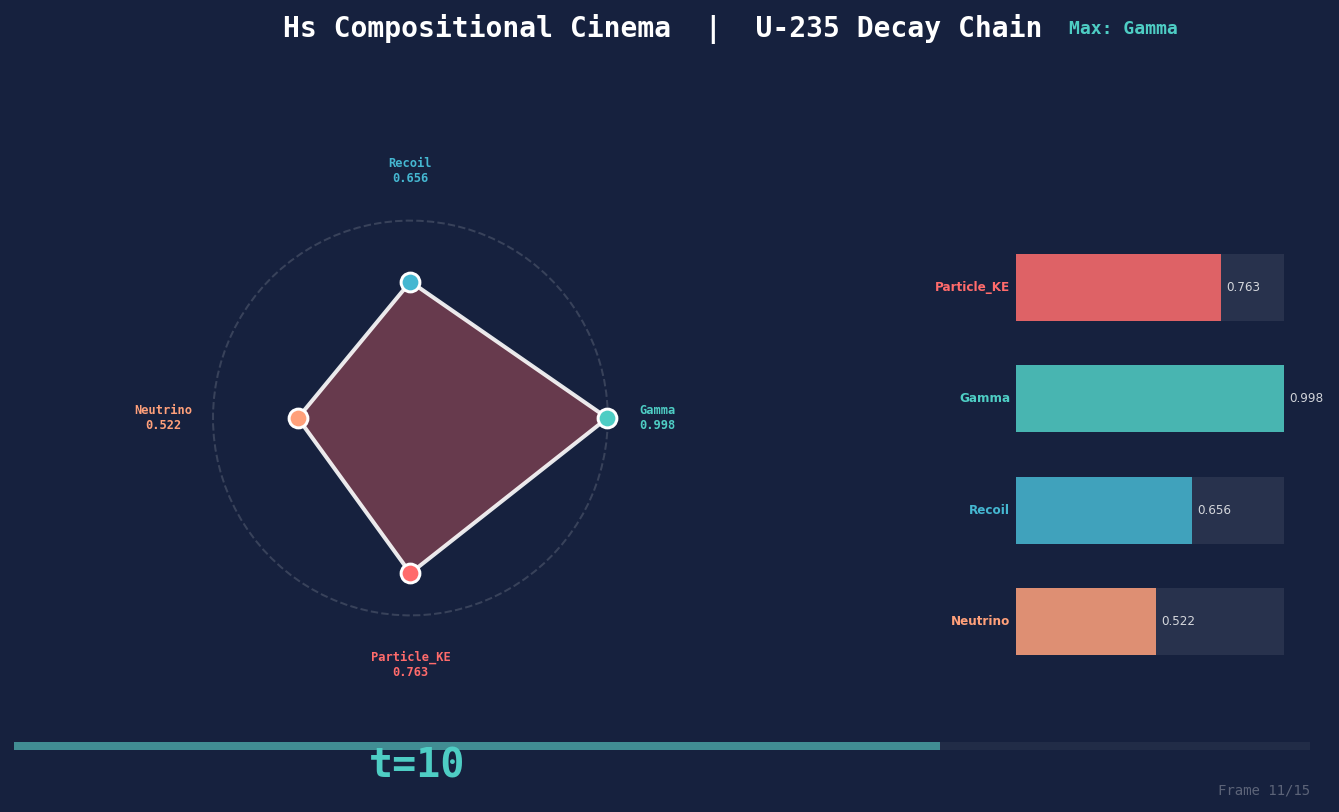 Hs Compositional Cinema | U-235 Decay Chain
Max: Gamma
Recoil
0.656
Neutrino
0.522
Gamma
0.998
Particle_KE
0.763
Particle_KE
0.763
Gamma
0.998
Recoil
0.656
Neutrino
0.522
t=10
Frame 11/15